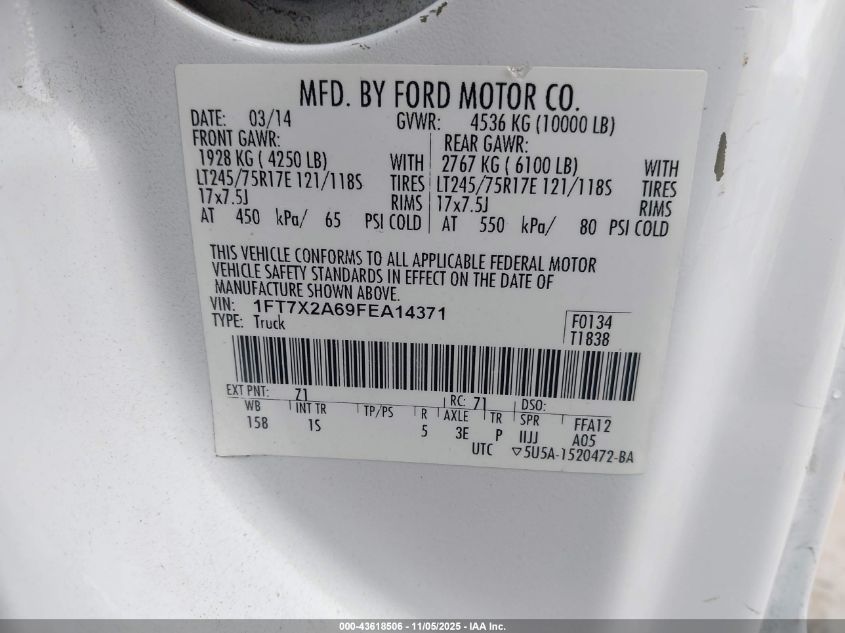 MFD. BY FORD MOTOR CO.
DATE: 03/14 GVWR: 4536 KG (10000 LB)
FRONT GAWR: REAR GAWR:
1928 KG ( 4250 LB) WITH 2767 KG ( 6100 LB) WITH
LT245/75R17E 121/118S TIRES LT245/75R17E 121/118S TIRES
17x7.5J RIMS 17x7.5J RIMS
AT 450 kPa/ 65 PSI COLD AT 550 kPa/ 80 PSI COLD
THIS VEHICLE CONFORMS TO ALL APPLICABLE FEDERAL MOTOR
VEHICLE SAFETY STANDARDS IN EFFECT ON THE DATE OF
MANUFACTURE SHOWN ABOVE.
VIN: 1FT7X2A69FEA14371
TYPE: Truck
F0134
T1838
EXT PNT: Z1 RC: 71 DSO:
WB INT TR TP/PS R AXLE TR SPR FFA12
158 1S 5 3E P IIJJ A05
UTC ▽5U5A-1520472-BA
000-43618506 - 11/05/2025 - IAA Inc.